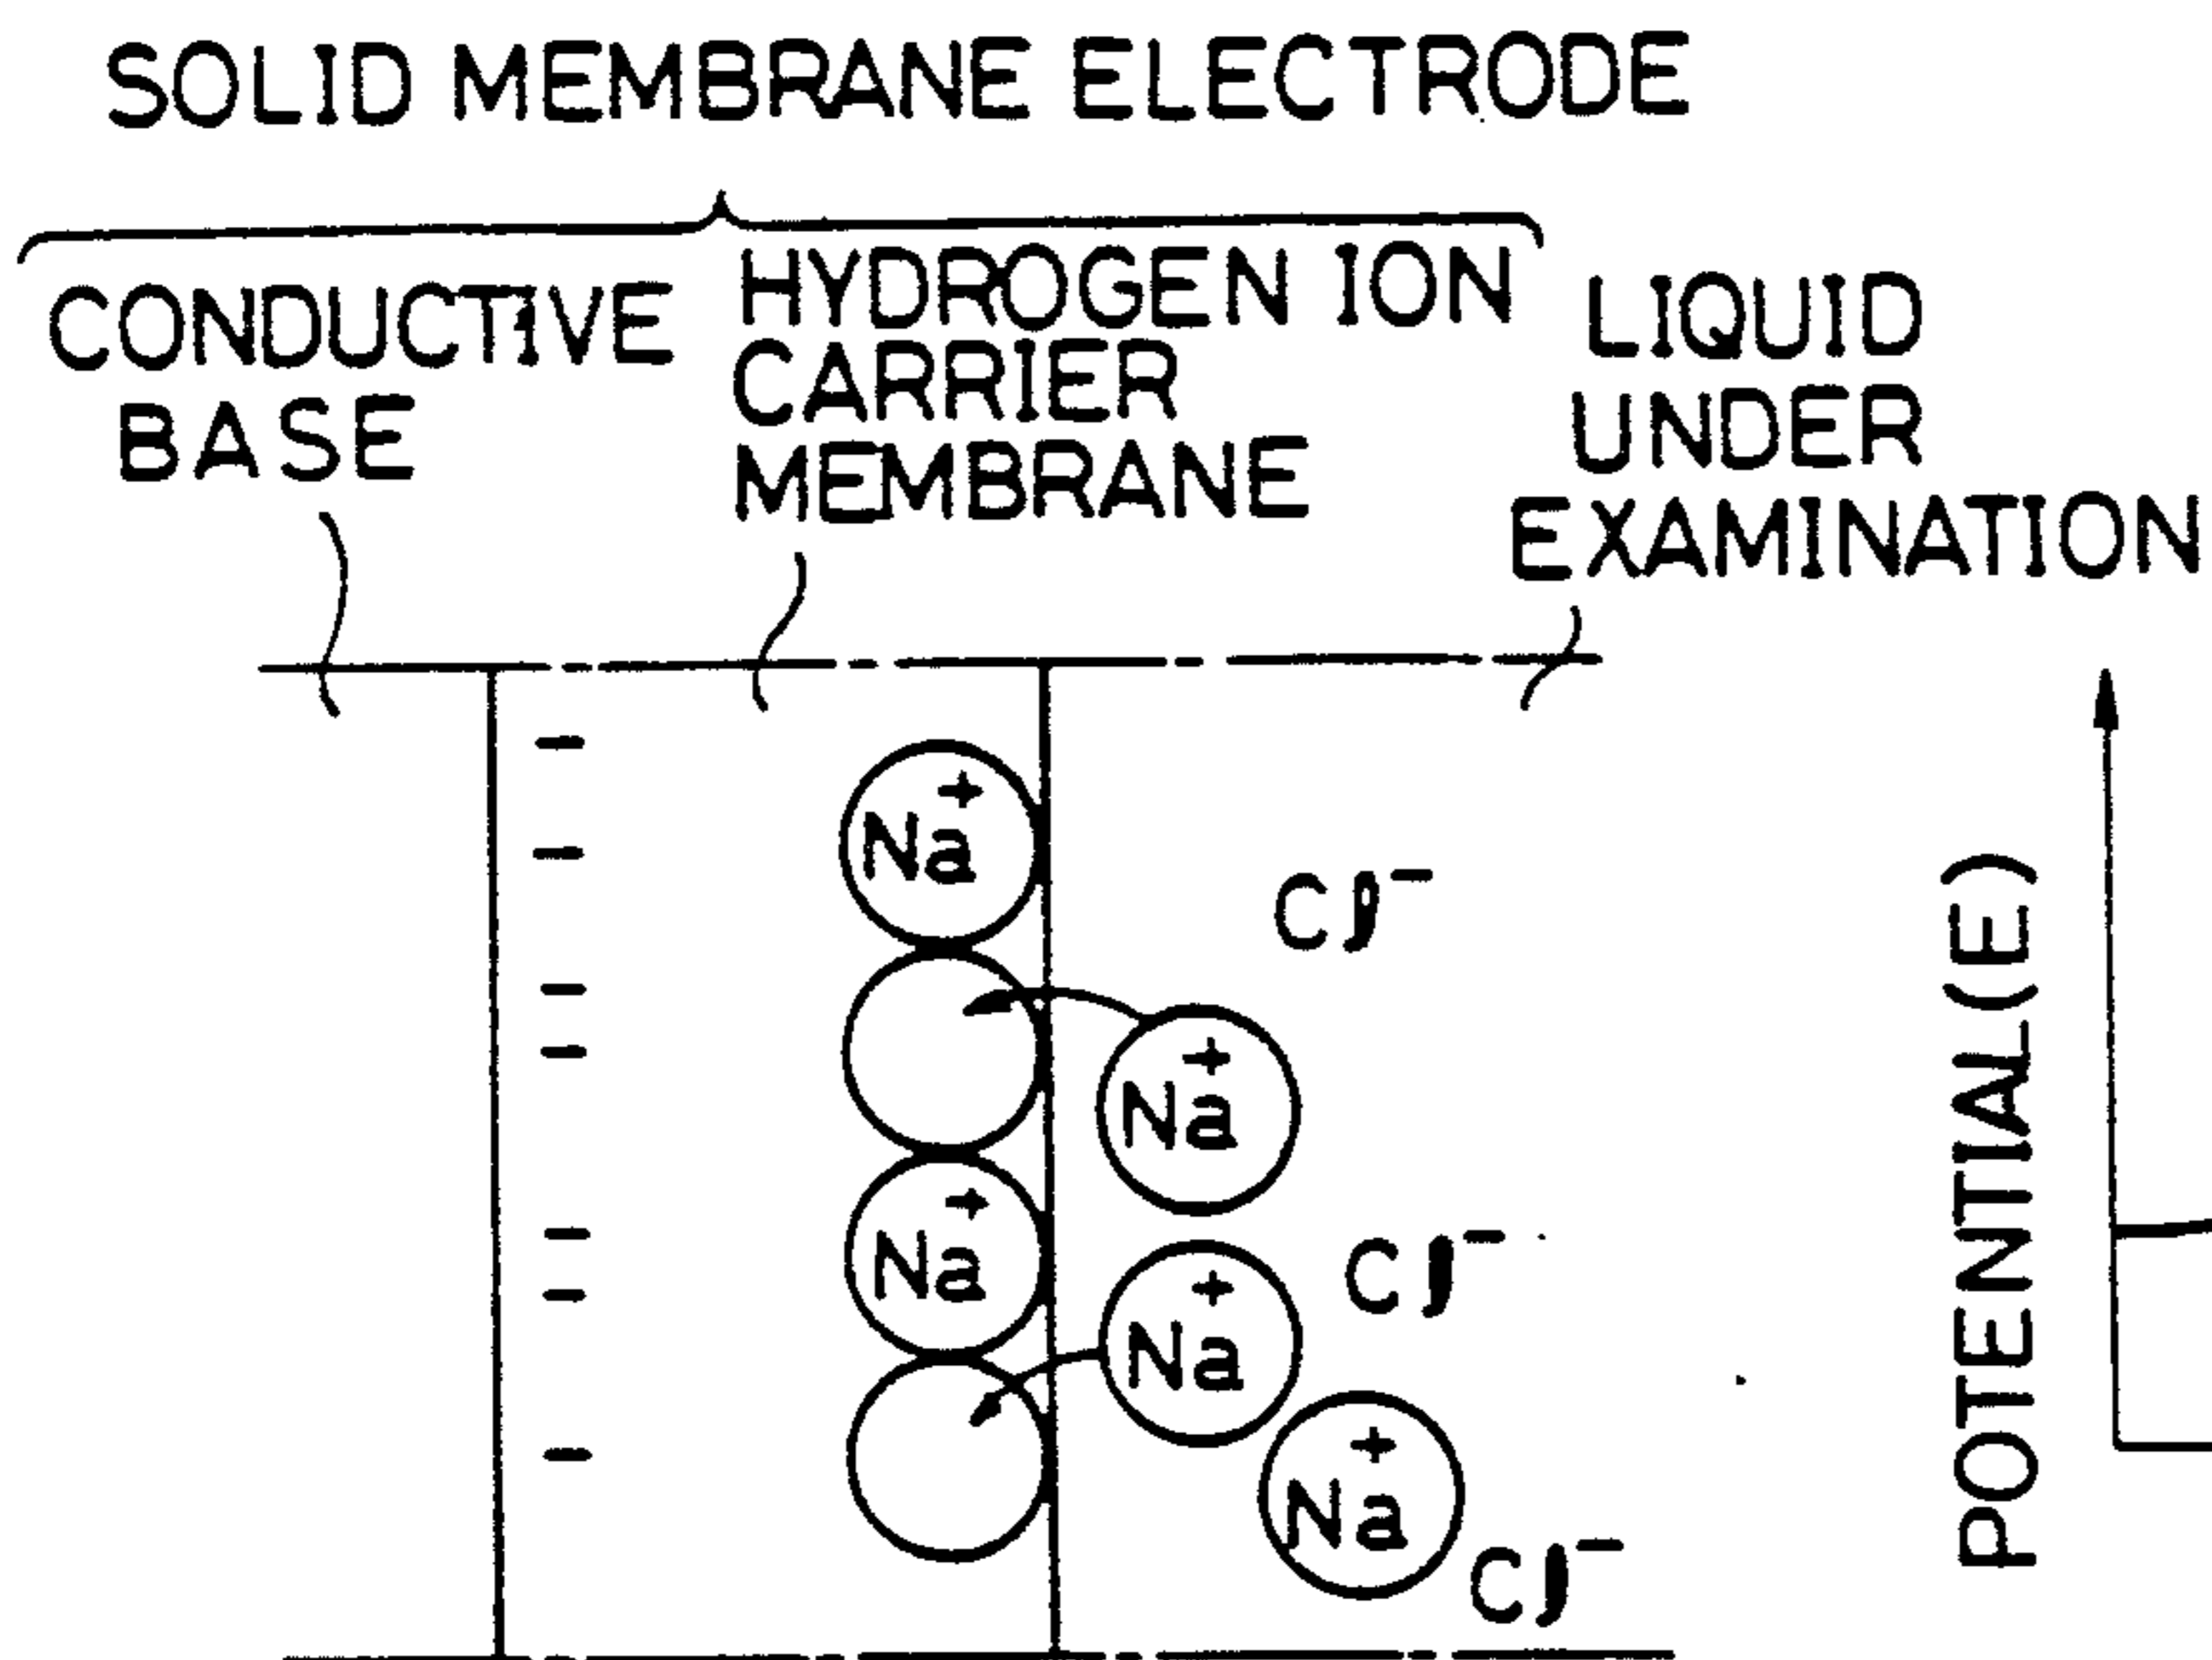 SOLID MEMBRANE ELECTRODE
CONDUCTIVE
BASE
HYDROGEN ION
CARRIER
MEMBRANE
LIQUID
UNDER
EXAMINATION
Na+
Cl-
Na+
Na+
Cl-
Na+
Na+
Cl-
POTENTIAL(E)